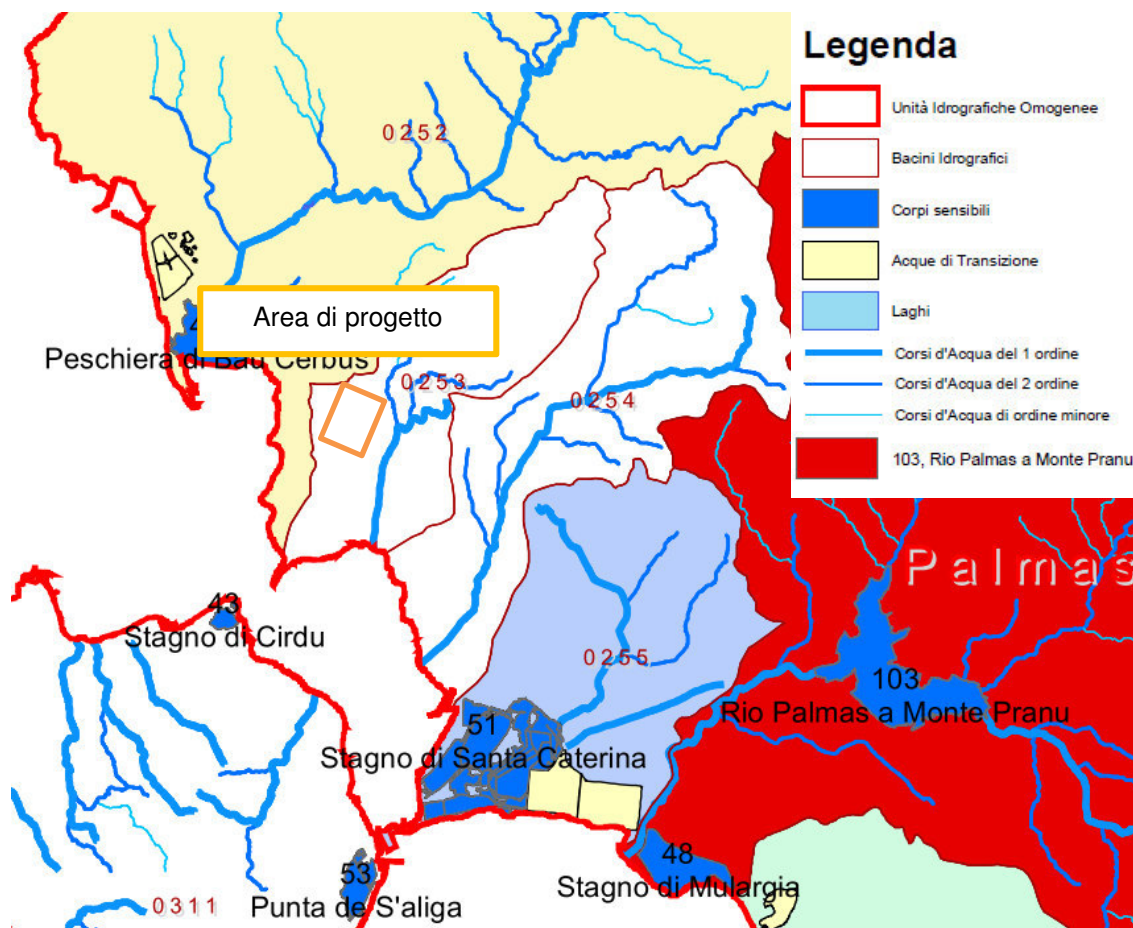 Legenda
Unità Idrografiche Omogenee
Bacini Idrografici
Corpi sensibili
Acque di Transizione
Laghi
Corsi d'Acqua del 1 ordine
Corsi d'Acqua del 2 ordine
Corsi d'Acqua di ordine minore
103, Rio Palmas a Monte Pranu
0252
Area di progetto
Peschiera di Bau Cerbus
0253
0254
Palmas
43
Stagno di Cirdu
0255
103
Rio Palmas a Monte Pranu
51
Stagno di Santa Caterina
48
Stagno di Mulargia
53
Punta de S'aliga
0311